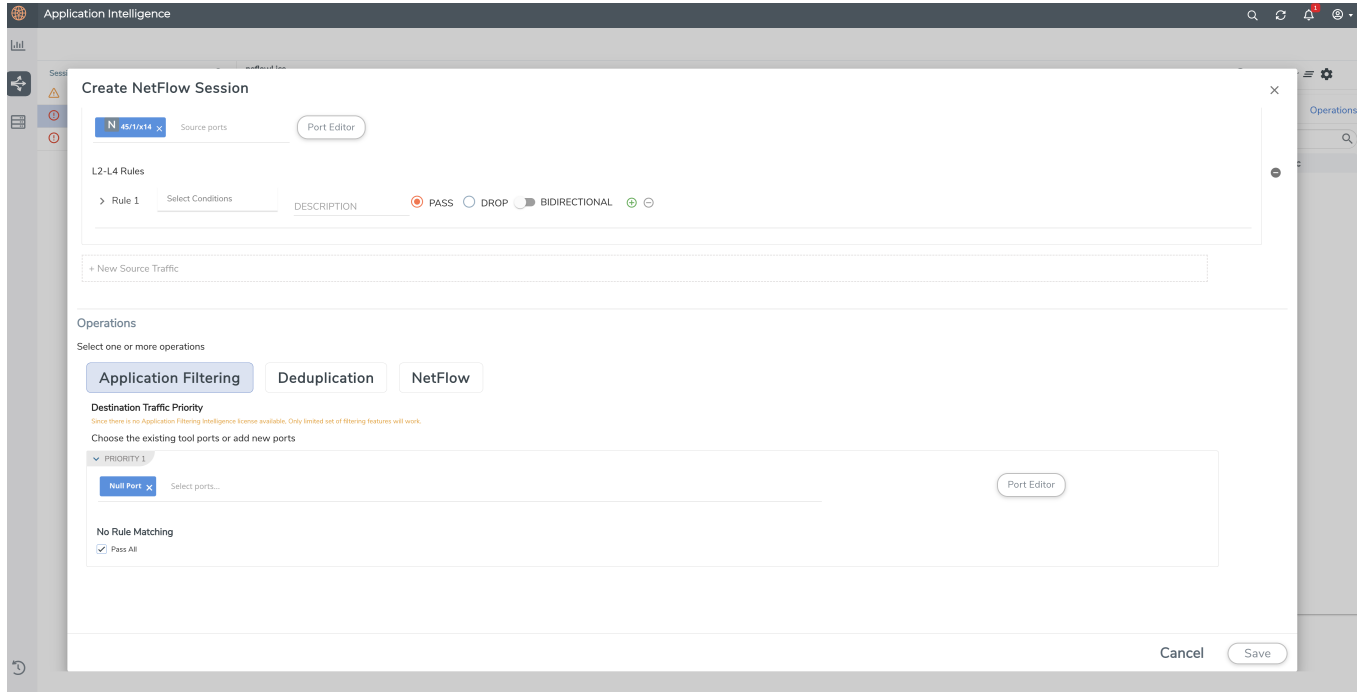 Application Intelligence
1
Create NetFlow Session
Operations
N 45/1/x14 ×
Source ports
Port Editor
L2-L4 Rules
Rule 1
Select Conditions
DESCRIPTION
PASS
DROP
BIDIRECTIONAL
+ New Source Traffic
Operations
Select one or more operations
Application Filtering
Deduplication
NetFlow
Destination Traffic Priority
Since there is no Application Filtering Intelligence license available, Only limited set of filtering features will work.
Choose the existing tool ports or add new ports
PRIORITY 1
Null Port ×
Select ports...
Port Editor
No Rule Matching
Pass All
Cancel
Save